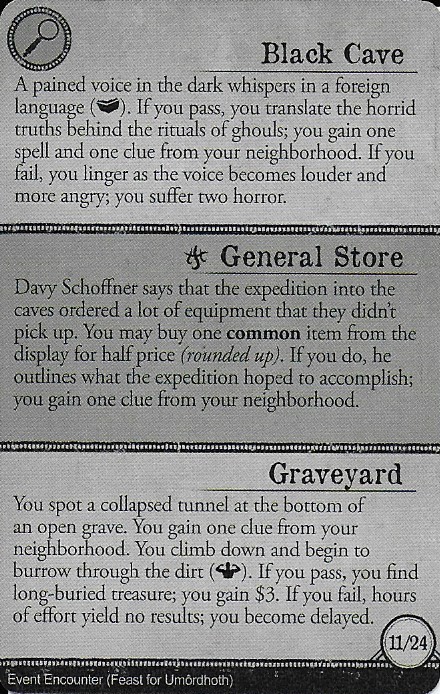 Black Cave
A pained voice in the dark whispers in a foreign
language ( ). If you pass, you translate the horrid
truths behind the rituals of ghouls; you gain one
spell and one clue from your neighborhood. If you
fail, you linger as the voice becomes louder and
more angry; you suffer two horror.
General Store
Davy Schoffner says that the expedition into the
caves ordered a lot of equipment that they didn't
pick up. You may buy one common item from the
display for half price (rounded up). If you do, he
outlines what the expedition hoped to accomplish;
you gain one clue from your neighborhood.
Graveyard
You spot a collapsed tunnel at the bottom of
an open grave. You gain one clue from your
neighborhood. You climb down and begin to
burrow through the dirt ( ). If you pass, you find
long-buried treasure; you gain $3. If you fail, hours
of effort yield no results; you become delayed.
11/24
Event Encounter (Feast for Umôrdhoth)